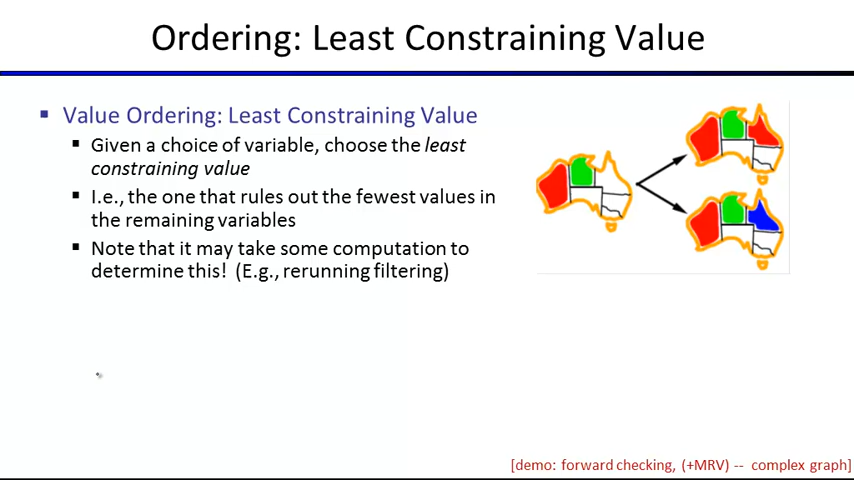 Ordering: Least Constraining Value
▪ Value Ordering: Least Constraining Value
▪ Given a choice of variable, choose the least
constraining value
▪ I.e., the one that rules out the fewest values in
the remaining variables
▪ Note that it may take some computation to
determine this! (E.g., rerunning filtering)
[demo: forward checking, (+MRV) -- complex graph]